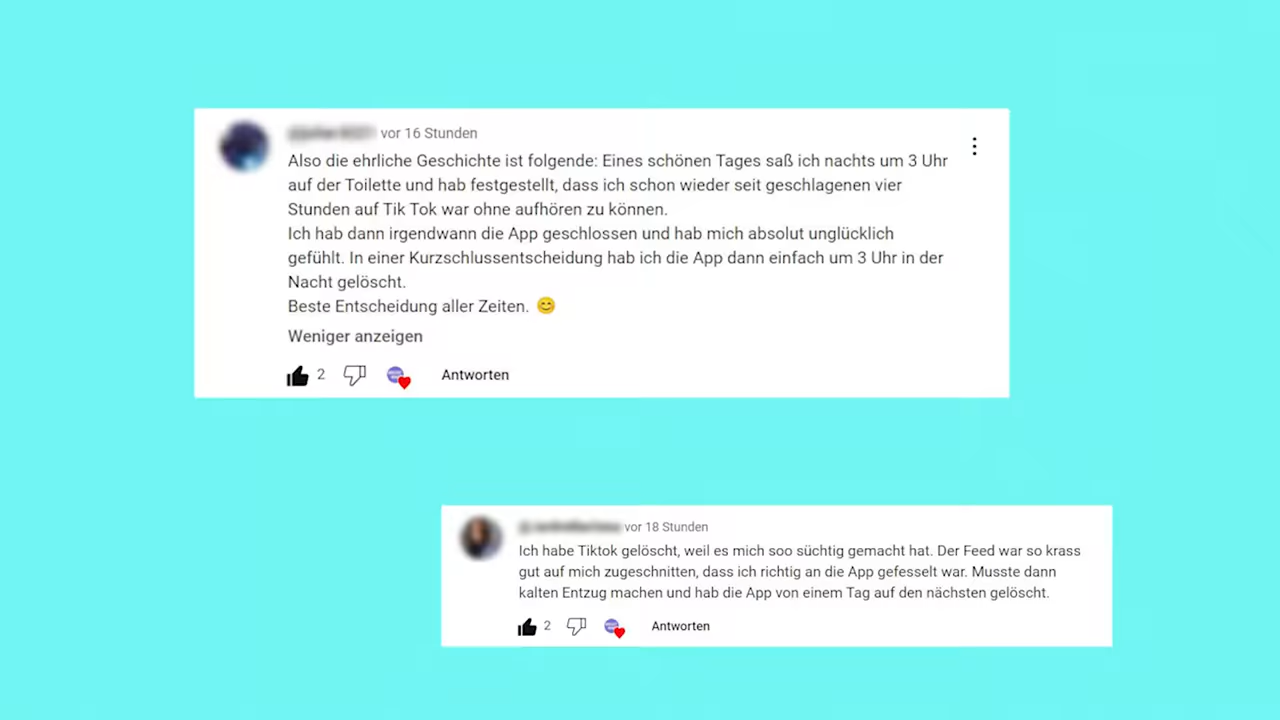 vor 16 Stunden
Also die ehrliche Geschichte ist folgende: Eines schönen Tages saß ich nachts um 3 Uhr
auf der Toilette und hab festgestellt, dass ich schon wieder seit geschlagenen vier
Stunden auf Tik Tok war ohne aufhören zu können.
Ich hab dann irgendwann die App geschlossen und hab mich absolut unglücklich
gefühlt. In einer Kurzschlussentscheidung hab ich die App dann einfach um 3 Uhr in der
Nacht gelöscht.
Beste Entscheidung aller Zeiten. 😊
Weniger anzeigen
2 Antworten
vor 18 Stunden
Ich habe Tiktok gelöscht, weil es mich soo süchtig gemacht hat. Der Feed war so krass
gut auf mich zugeschnitten, dass ich richtig an die App gefesselt war. Musste dann
kalten Entzug machen und hab die App von einem Tag auf den nächsten gelöscht.
2 Antworten